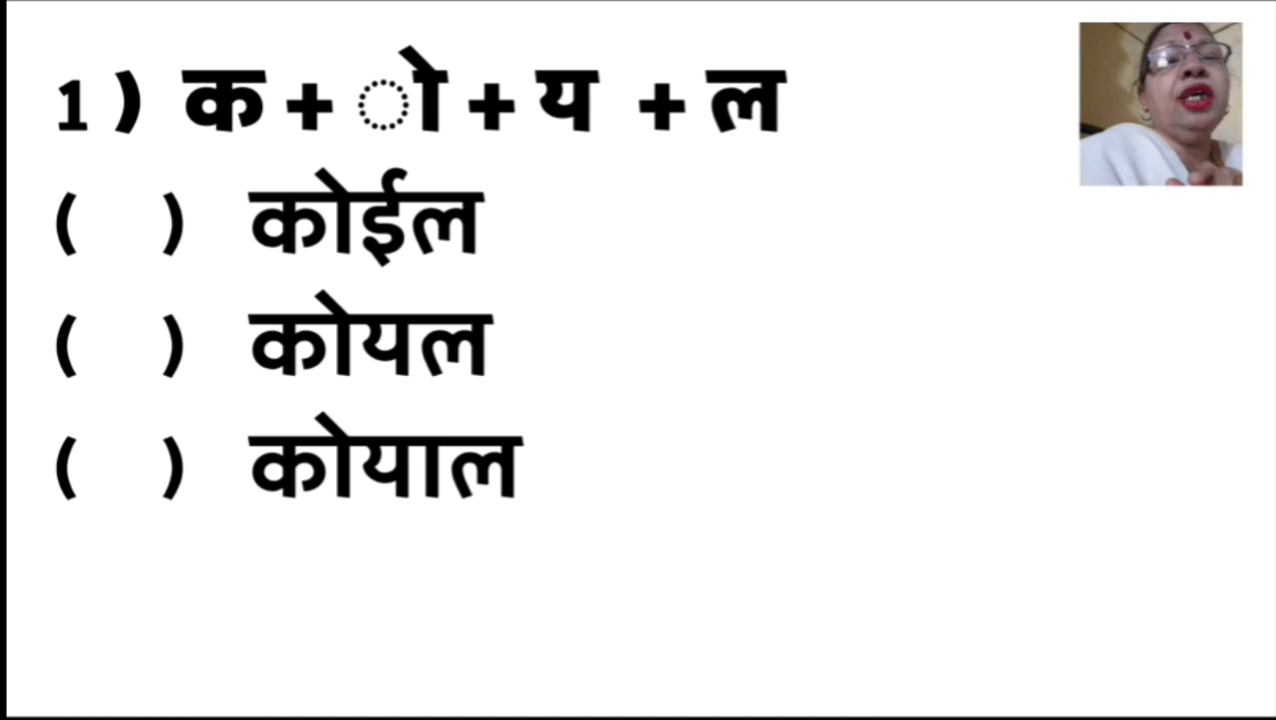 1) क + ो + य + ल
( ) कोईल
( ) कोयल
( ) कोयाल